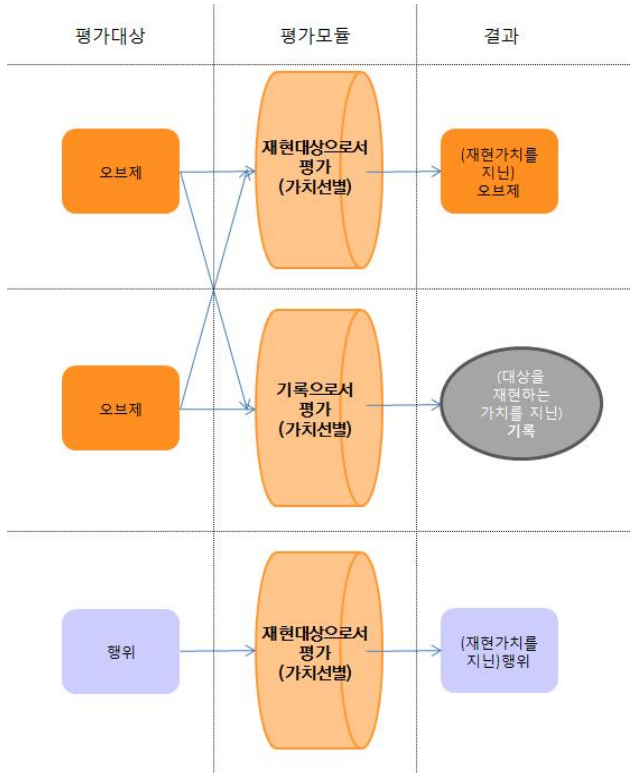 평가대상
평가모듈
결과
오브제
재현대상으로서
평가
(가치선별)
(재현가치를
지닌)
오브제
오브제
기록으로서
평가
(가치선별)
(대상을
재현하는
가치를 지닌)
기록
행위
재현대상으로서
평가
(가치선별)
(재현가치를
지닌)행위